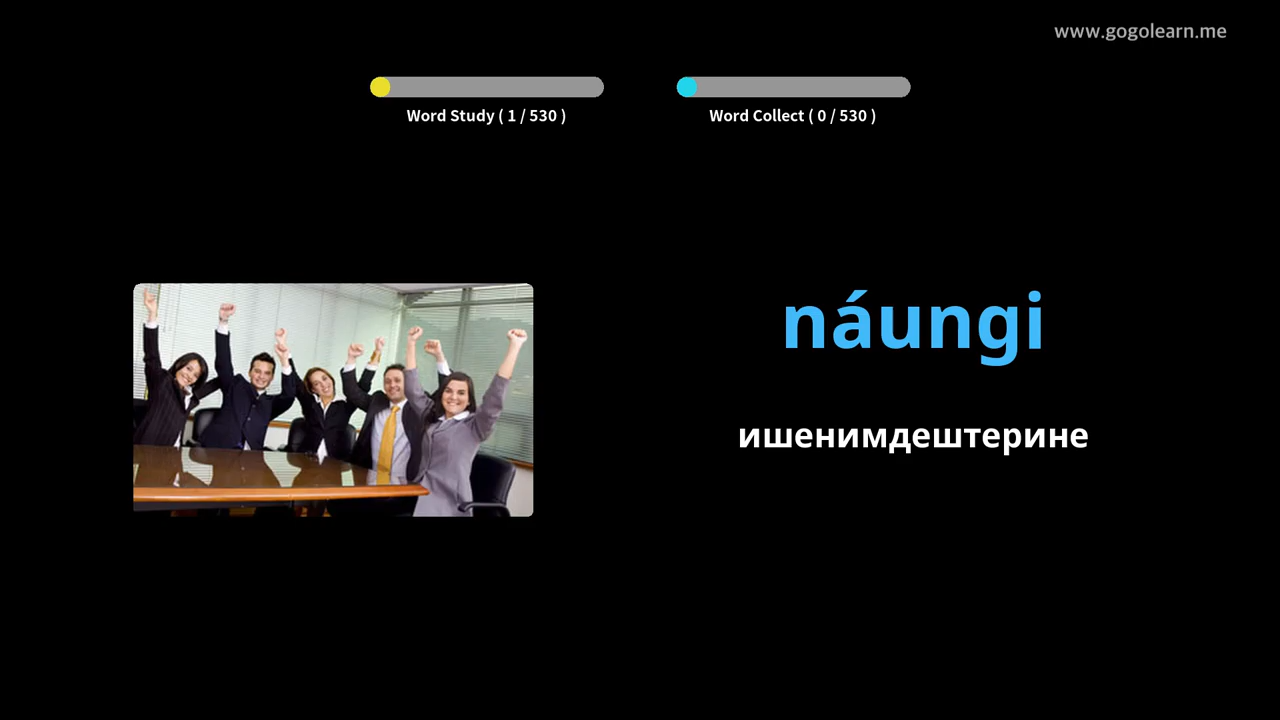 www.gogolearn.me
Word Study ( 1 / 530 )
Word Collect ( 0 / 530 )
náungi
ишенимдештерине